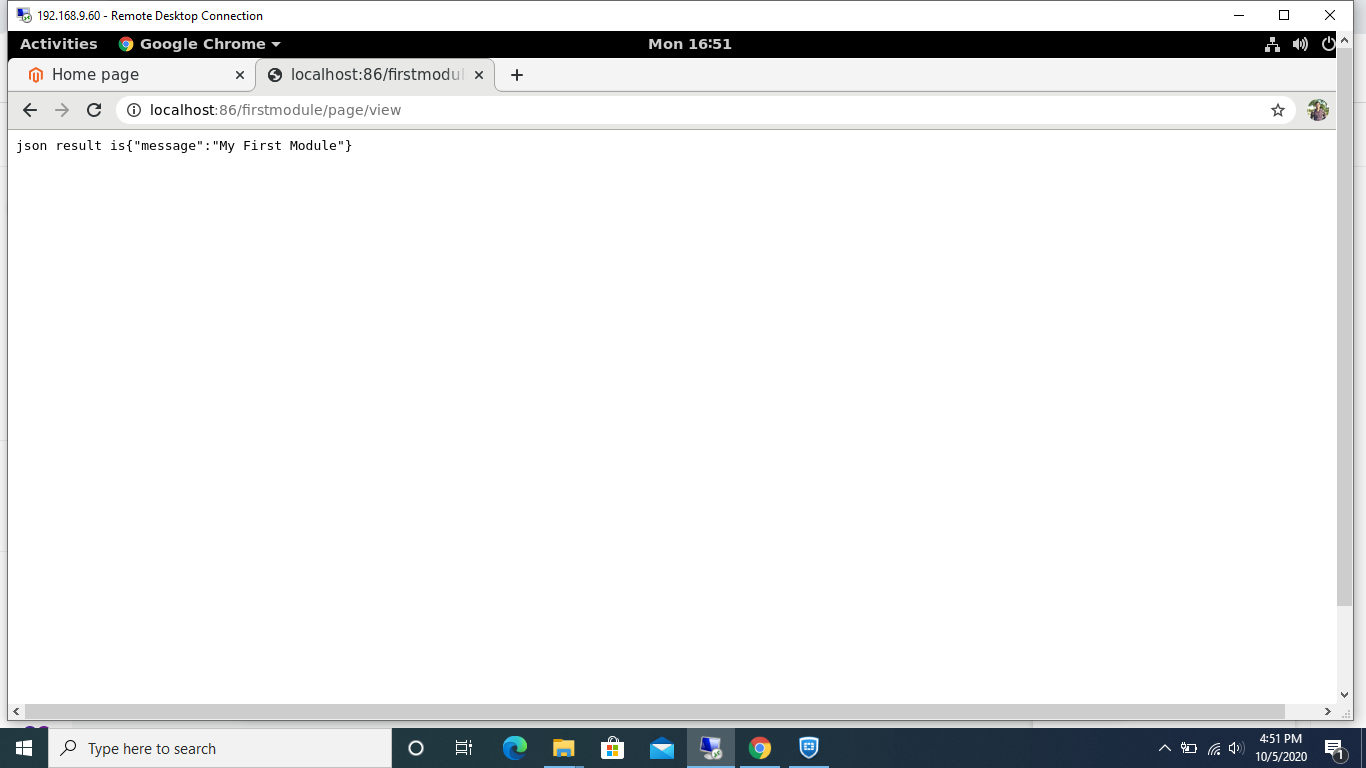 192.168.9.60 - Remote Desktop Connection
Activities Google Chrome Mon 16:51
Home page localhost:86/firstmodul
localhost:86/firstmodule/page/view
json result is{"message":"My First Module"}
Type here to search
4:51 PM
10/5/2020
1